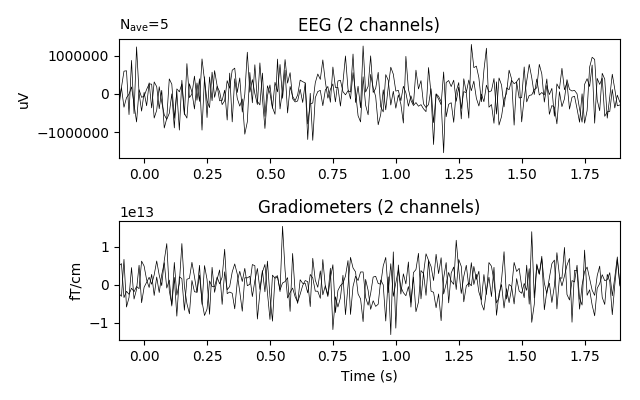 N_ave=5
EEG (2 channels)
uV
1000000
0
−1000000
0.00 0.25 0.50 0.75 1.00 1.25 1.50 1.75
1e13
Gradiometers (2 channels)
fT/cm
1
0
−1
0.00 0.25 0.50 0.75 1.00 1.25 1.50 1.75
Time (s)